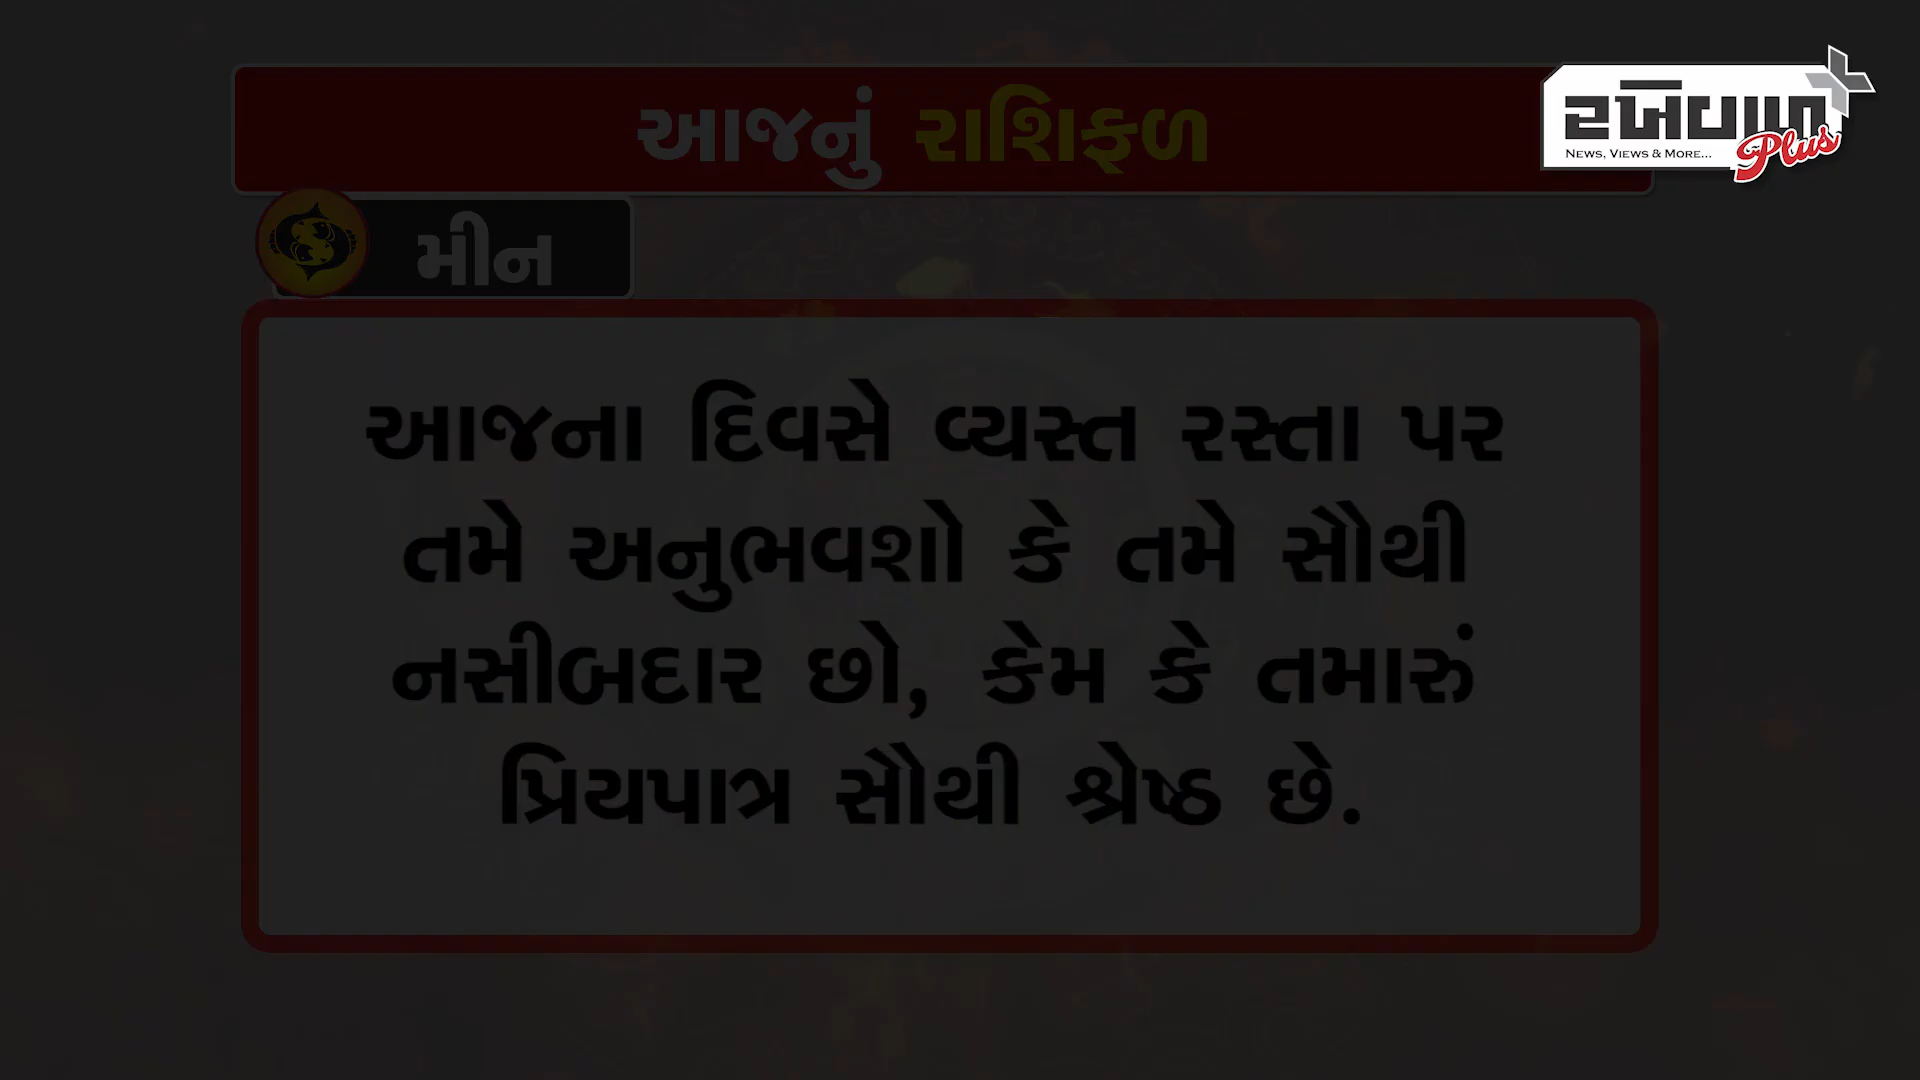 આજનું રાશિફળ
રખેવાળ
Plus
News, Views & More...
મીન
આજના દિવસે વ્યસ્ત રસ્તા પર
તમે અનુભવશો કે તમે સૌથી
નસીબદાર છો, કેમ કે તમારું
પ્રિયપાત્ર સૌથી શ્રેષ્ઠ છે.